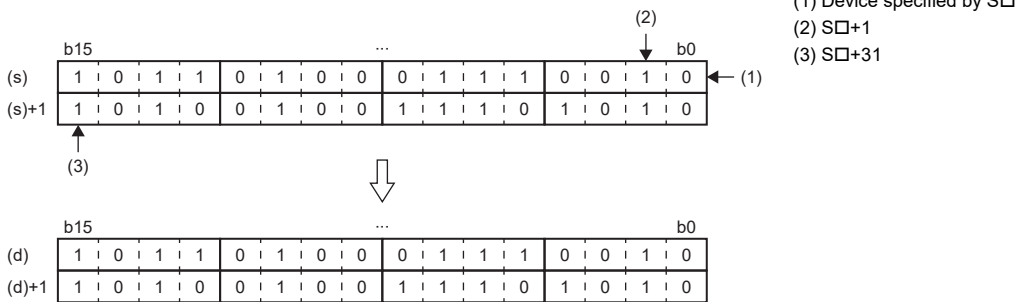 (1) Device specified by S□
(2) S□+1
(3) S□+31
(2)
b15 ... b0
(s) 1 0 1 1 0 1 0 0 0 1 1 1 0 0 1 0 (1)
(s)+1 1 0 1 0 0 1 0 0 1 1 1 0 1 0 1 0
(3)
b15 ... b0
(d) 1 0 1 1 0 1 0 0 0 1 1 1 0 0 1 0
(d)+1 1 0 1 0 0 1 0 0 1 1 1 0 1 0 1 0